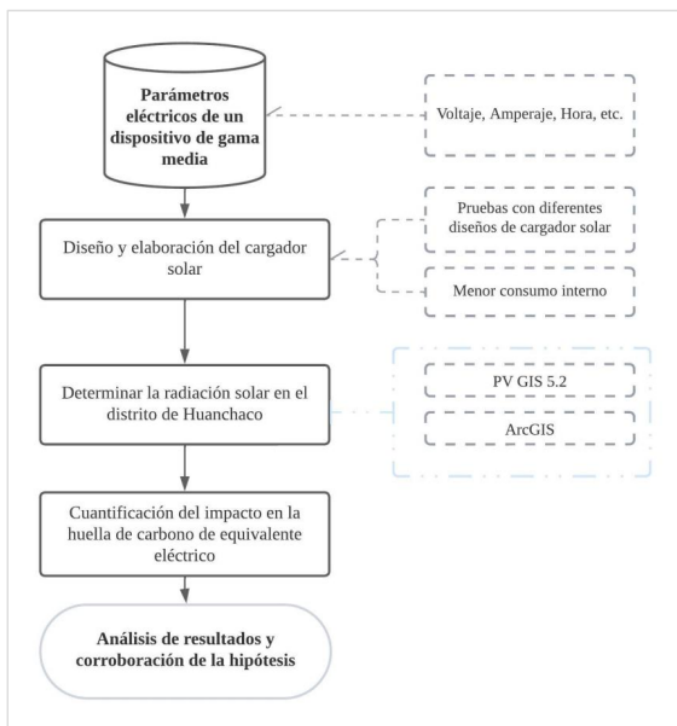 Parámetros
eléctricos de un
dispositivo de gama
media
Voltaje, Amperaje, Hora, etc.
Diseño y elaboración del cargador
solar
Pruebas con diferentes
diseños de cargador solar
Menor consumo interno
Determinar la radiación solar en el
distrito de Huanchaco
PV GIS 5.2
ArcGIS
Cuantificación del impacto en la
huella de carbono de equivalente
eléctrico
Análisis de resultados y
corroboración de la hipótesis